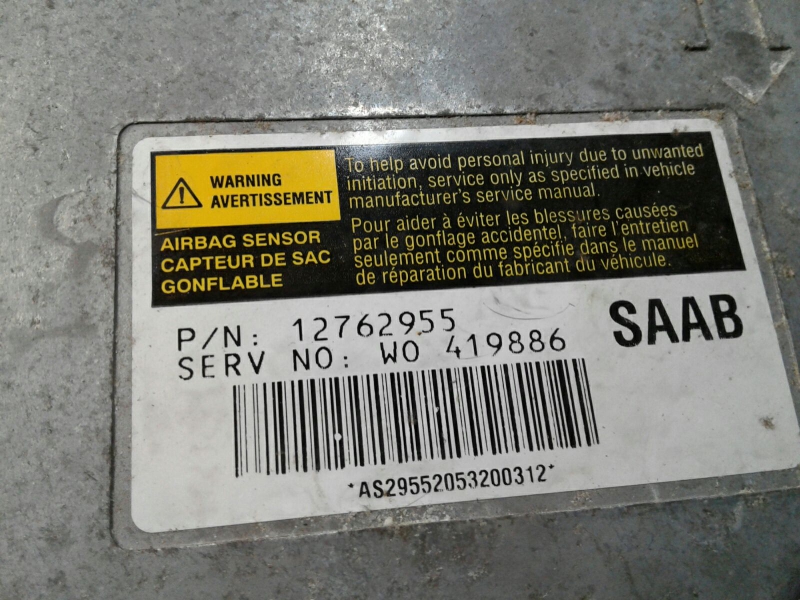 WARNING
AVERTISSEMENT
AIRBAG SENSOR
CAPTEUR DE SAC
GONFLABLE
To help avoid personal injury due to unwanted
initiation, service only as specified in vehicle
manufacturer's service manual.
Pour aider à éviter les blessures causées
par le gonflage accidentel, faire l'entretien
seulement comme spécifie dans le manuel
de réparation du fabricant du véhicule.
P/N: 12762955
SERV NO: WO 419886
SAAB
*AS29552053200312*